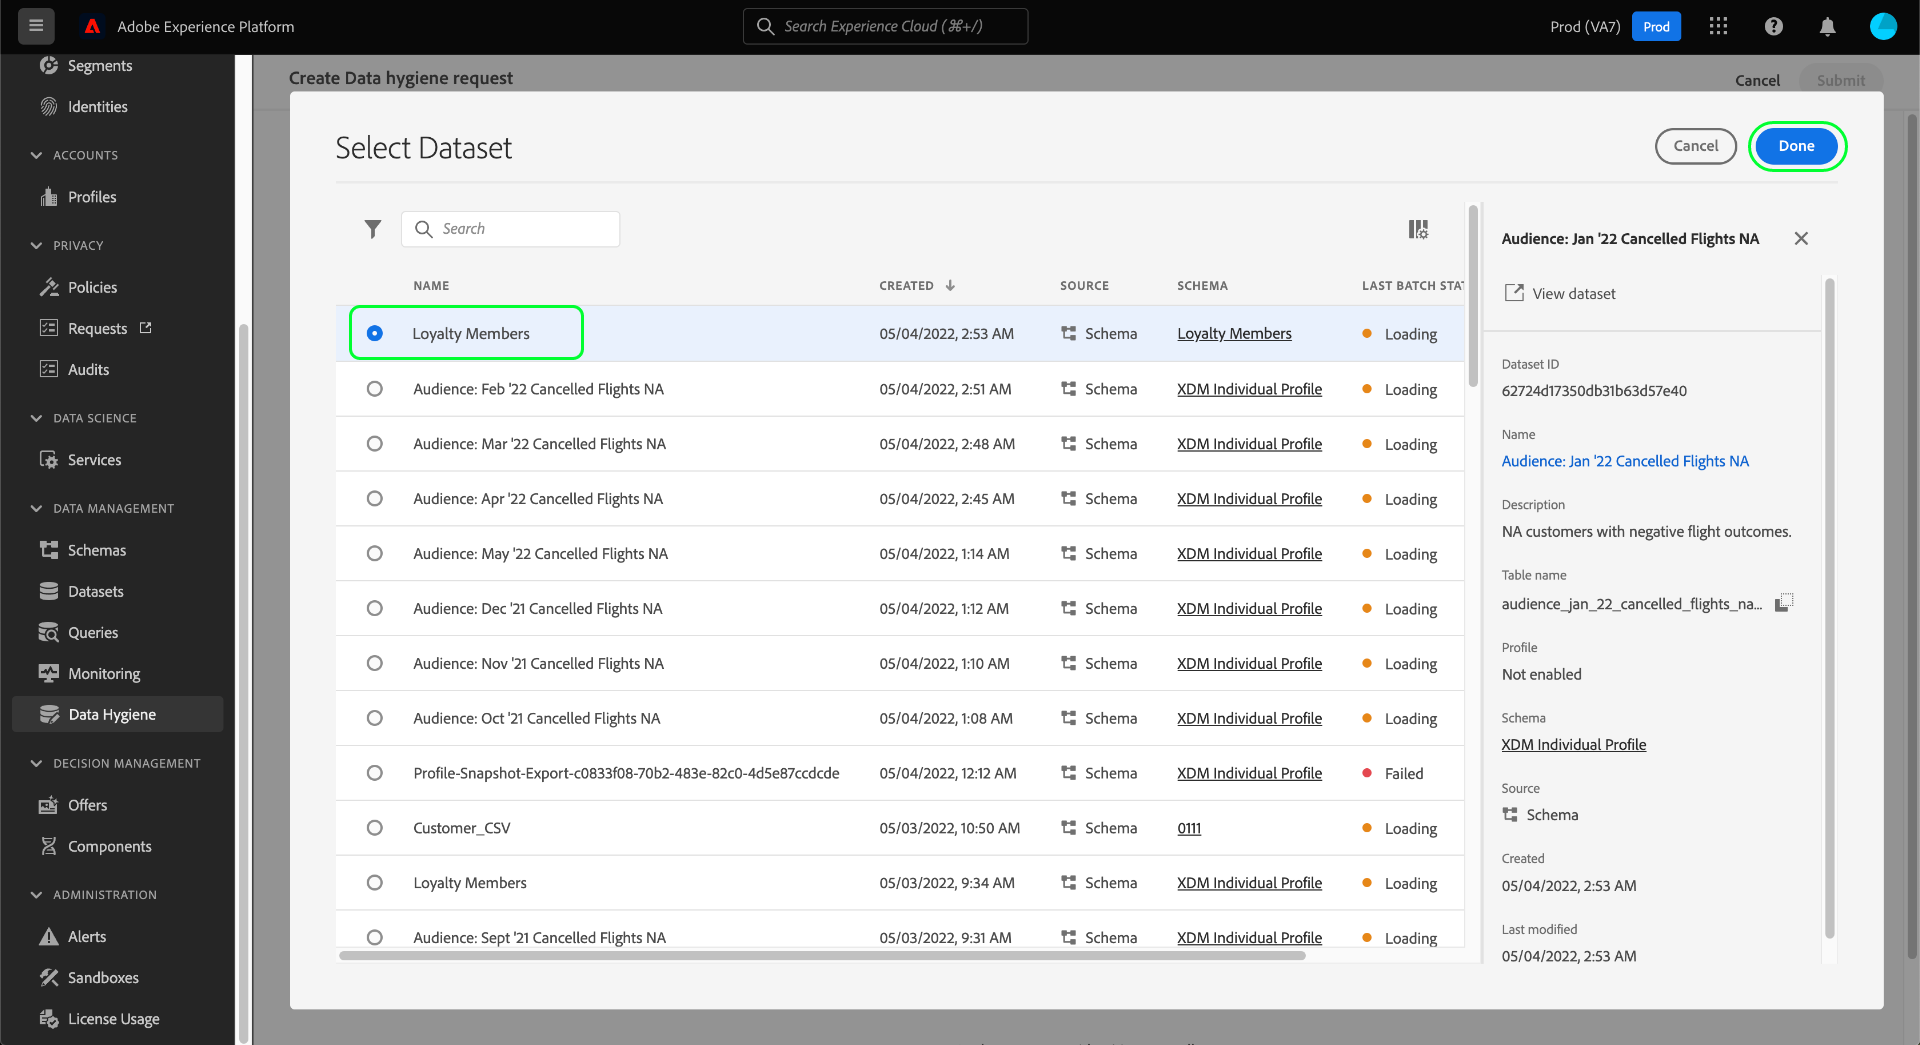 Adobe Experience Platform
Search Experience Cloud (⌘+/)
Prod (VA7)
Prod
Segments
Identities
ACCOUNTS
Profiles
PRIVACY
Policies
Requests
Audits
DATA SCIENCE
Services
DATA MANAGEMENT
Schemas
Datasets
Queries
Monitoring
Data Hygiene
DECISION MANAGEMENT
Offers
Components
ADMINISTRATION
Alerts
Sandboxes
License Usage
Create Data hygiene request
Cancel
Submit
Select Dataset
Cancel
Done
Search
NAME CREATED SOURCE SCHEMA LAST BATCH STAT
Loyalty Members 05/04/2022, 2:53 AM Schema Loyalty Members Loading
Audience: Feb '22 Cancelled Flights NA 05/04/2022, 2:51 AM Schema XDM Individual Profile Loading
Audience: Mar '22 Cancelled Flights NA 05/04/2022, 2:48 AM Schema XDM Individual Profile Loading
Audience: Apr '22 Cancelled Flights NA 05/04/2022, 2:45 AM Schema XDM Individual Profile Loading
Audience: May '22 Cancelled Flights NA 05/04/2022, 1:14 AM Schema XDM Individual Profile Loading
Audience: Dec '21 Cancelled Flights NA 05/04/2022, 1:12 AM Schema XDM Individual Profile Loading
Audience: Nov '21 Cancelled Flights NA 05/04/2022, 1:10 AM Schema XDM Individual Profile Loading
Audience: Oct '21 Cancelled Flights NA 05/04/2022, 1:08 AM Schema XDM Individual Profile Loading
Profile-Snapshot-Export-c0833f08-70b2-483e-82c0-4d5e87ccdcde 05/04/2022, 12:12 AM Schema XDM Individual Profile Failed
Customer_CSV 05/03/2022, 10:50 AM Schema 0111 Loading
Loyalty Members 05/03/2022, 9:34 AM Schema XDM Individual Profile Loading
Audience: Sept '21 Cancelled Flights NA 05/03/2022, 9:31 AM Schema XDM Individual Profile Loading
Audience: Jan '22 Cancelled Flights NA
View dataset
Dataset ID
62724d17350db31b63d57e40
Name
Audience: Jan '22 Cancelled Flights NA
Description
NA customers with negative flight outcomes.
Table name
audience_jan_22_cancelled_flights_na...
Profile
Not enabled
Schema
XDM Individual Profile
Source
Schema
Created
05/04/2022, 2:53 AM
Last modified
05/04/2022, 2:53 AM